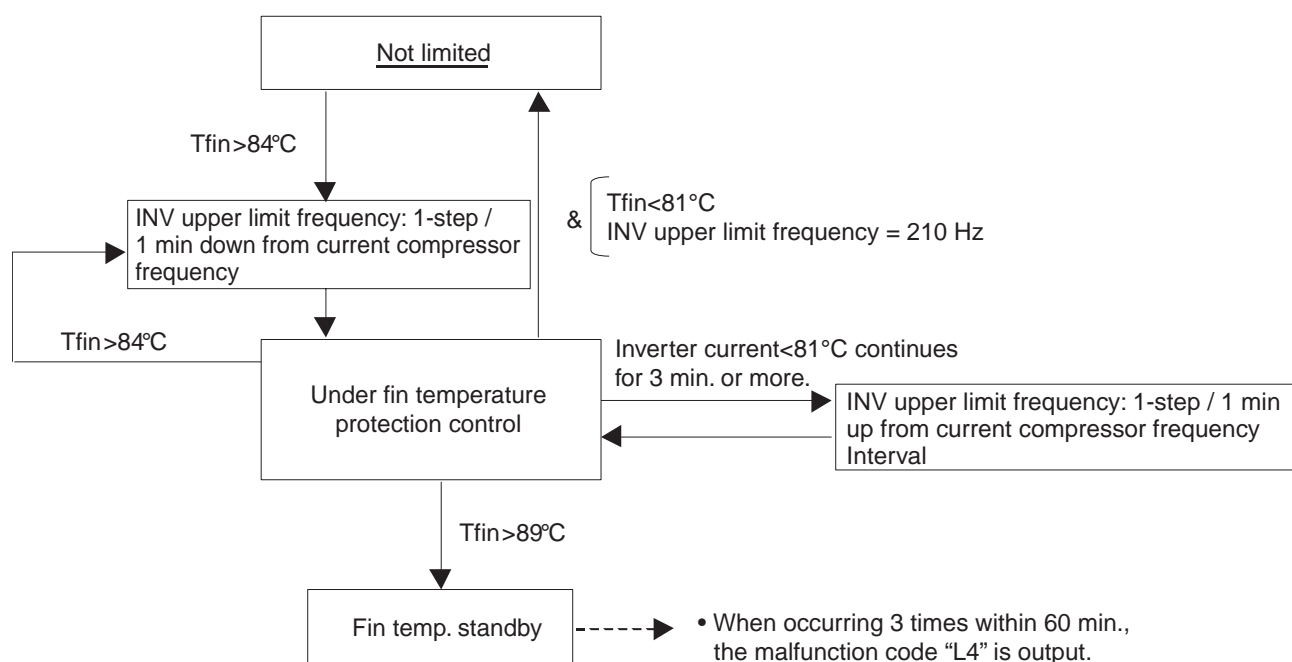 Not limited
Tfin>84°C
&
Tfin<81°C
INV upper limit frequency = 210 Hz
INV upper limit frequency: 1-step /
1 min down from current compressor
frequency
Tfin>84°C
Under fin temperature
protection control
Inverter current<81°C continues
for 3 min. or more.
INV upper limit frequency: 1-step / 1 min
up from current compressor frequency
Interval
Tfin>89°C
Fin temp. standby
• When occurring 3 times within 60 min.,
the malfunction code “L4” is output.